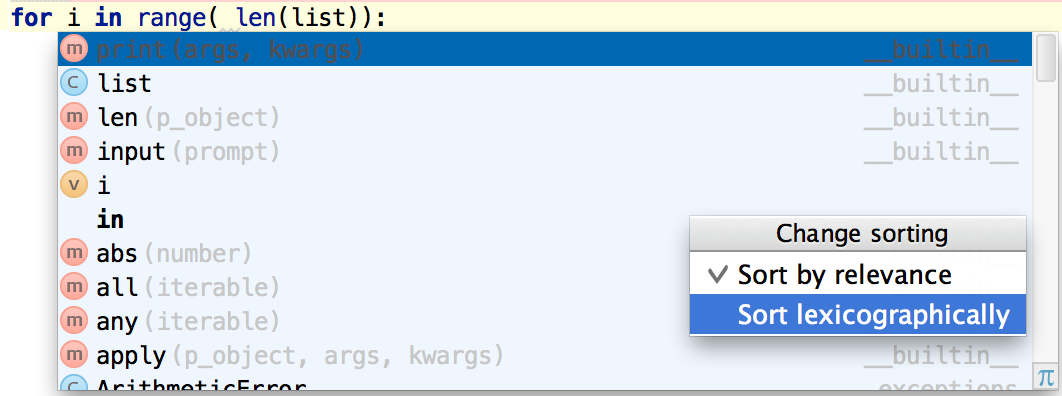 for i in range( len(list)):
m print(args, kwargs) __builtin__
C list __builtin__
m len(p_object) __builtin__
m input(prompt) __builtin__
v i
in
m abs(number)
m all(iterable)
m any(iterable)
m apply(p_object, args, kwargs) __builtin__
C ArithmeticError exceptions
Change sorting
Sort by relevance
Sort lexicographically
π